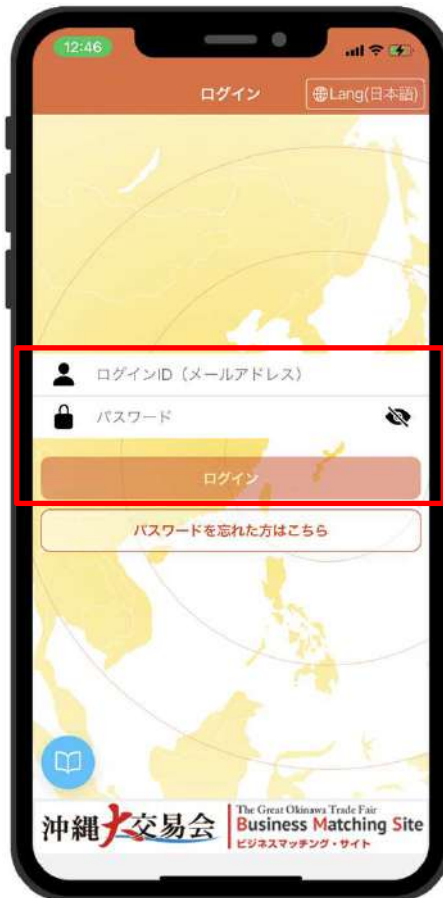 12:46
ログイン
Lang(日本語)
ログインID（メールアドレス）
パスワード
ログイン
パスワードを忘れた方はこちら
沖縄大交易会
The Great Okinawa Trade Fair
Business Matching Site
ビジネスマッチング・サイト